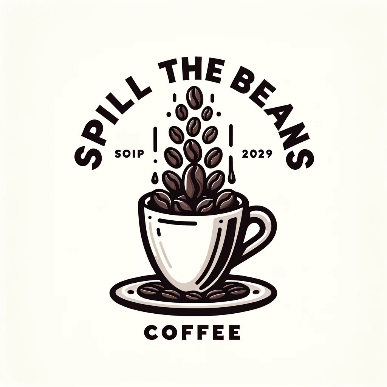 SPILL THE BEANS
SOIP 2029
COFFEE